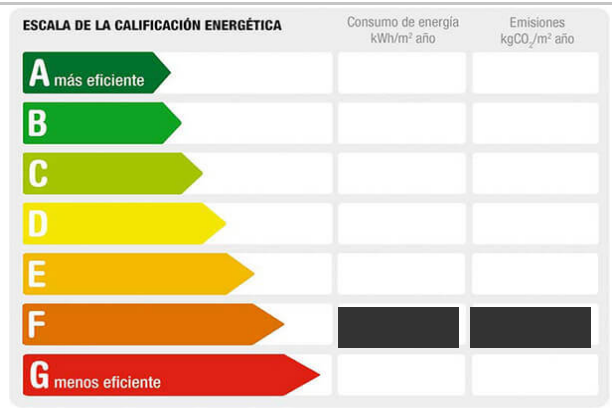 ESCALA DE LA CALIFICACIÓN ENERGÉTICA
Consumo de energía
kWh/m² año
Emisiones
kgCO₂/m² año
A más eficiente
B
C
D
E
F
G menos eficiente